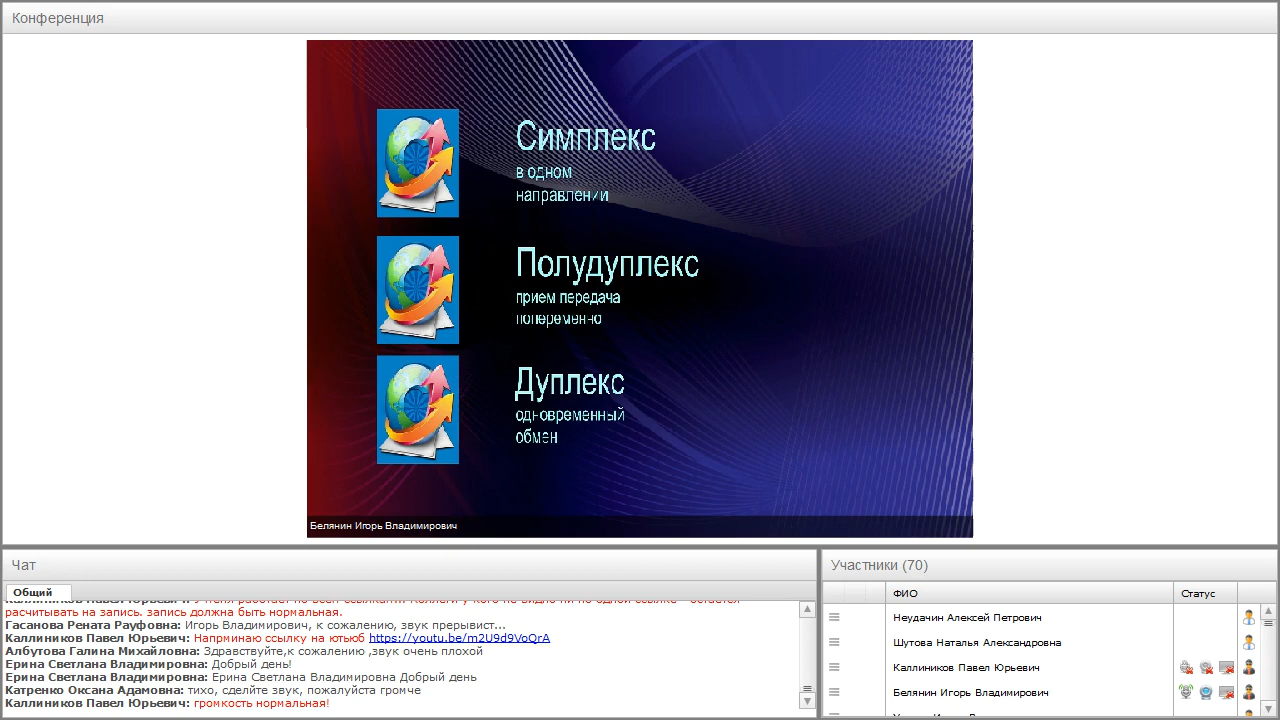 Конференция
Симплекс
в одном
направлении
Полудуплекс
прием передача
попеременно
Дуплекс
одновременный
обмен
Белянин Игорь Владимирович
Чат
Общий
расчитывать на запись. запись должна быть нормальная.
Гасанова Рената Рауфовна: Игорь Владимирович, к сожалению, звук прерывист...
Каллиников Павел Юрьевич: Напрминаю ссылку на ютьюб https://youtu.be/m2U9d9VoQrA
Албутова Галина Михайловна: Здравствуйте,к сожалению ,звук очень плохой
Ерина Светлана Владимировна: Добрый день!
Ерина Светлана Владимировна: Ерина Светлана Владимировна Добрый день
Катренко Оксана Адамовна: тихо, сделйте звук, пожалуйста громче
Каллиников Павел Юрьевич: громкость нормальная!
Участники (70)
ФИО Статус
Неудачин Алексей Петрович
Шутова Наталья Александровна
Каллиников Павел Юрьевич
Белянин Игорь Владимирович